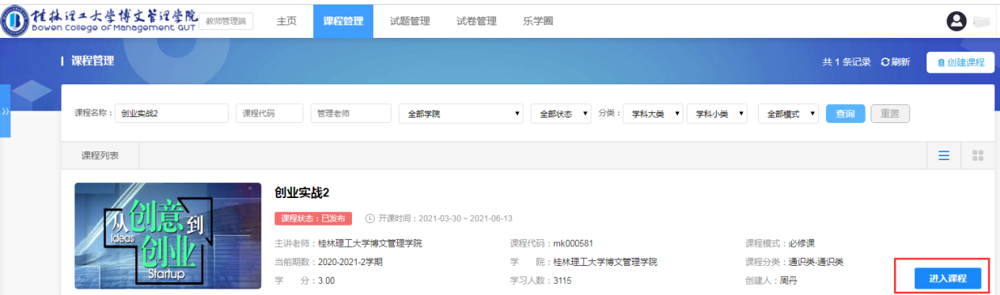 桂林理工大学博文管理学院
Bowen College of Management GUT
教师管理端 主页 课程管理 试题管理 试卷管理 乐学圈
课程管理 共 1 条记录 刷新 创建课程
课程名称： 创业实战2 课程代码 管理老师 全部学院 全部状态 分类： 学科大类 学科小类 全部模式 查询 重置
课程列表
从创意到创业
Ideas
Startup
创业实战2
课程状态：已发布 开课时间：2021-03-30 ~ 2021-06-13
主讲老师：桂林理工大学博文管理学院 课程代码：mk000581 课程模式：必修课
当前期数：2020-2021-2学期 学 院：桂林理工大学博文管理学院 课程分类：通识类-通识类
学 分：3.00 学习人数：3115 创建人：周丹 进入课程